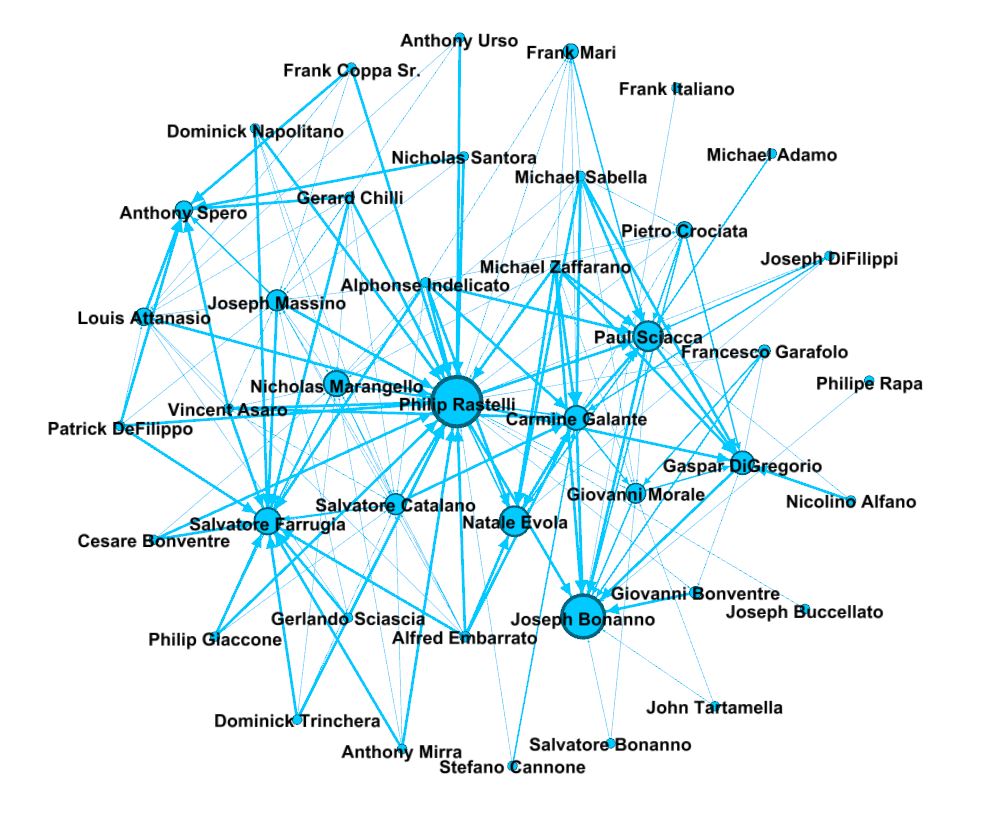 Anthony Urso
Frank Mari
Frank Coppa Sr.
Frank Italiano
Dominick Napolitano
Nicholas Santora
Michael Adamo
Michael Sabella
Gerard Chilli
Anthony Spero
Pietro Crociata
Joseph DiFilippi
Michael Zaffarano
Alphonse Indelicato
Joseph Massino
Louis Attanasio
Paul Sciacca
Francesco Garafolo
Philipe Rapa
Nicholas Marangello
Philip Rastelli
Vincent Asaro
Carmine Galante
Patrick DeFilippo
Gaspar DiGregorio
Giovanni Morale
Nicolino Alfano
Salvatore Catalano
Natale Evola
Salvatore Farrugia
Cesare Bonventre
Giovanni Bonventre
Joseph Buccellato
Gerlando Sciascia
Joseph Bonanno
Alfred Embarrato
Philip Giaccone
John Tartamella
Dominick Trinchera
Salvatore Bonanno
Anthony Mirra
Stefano Cannone